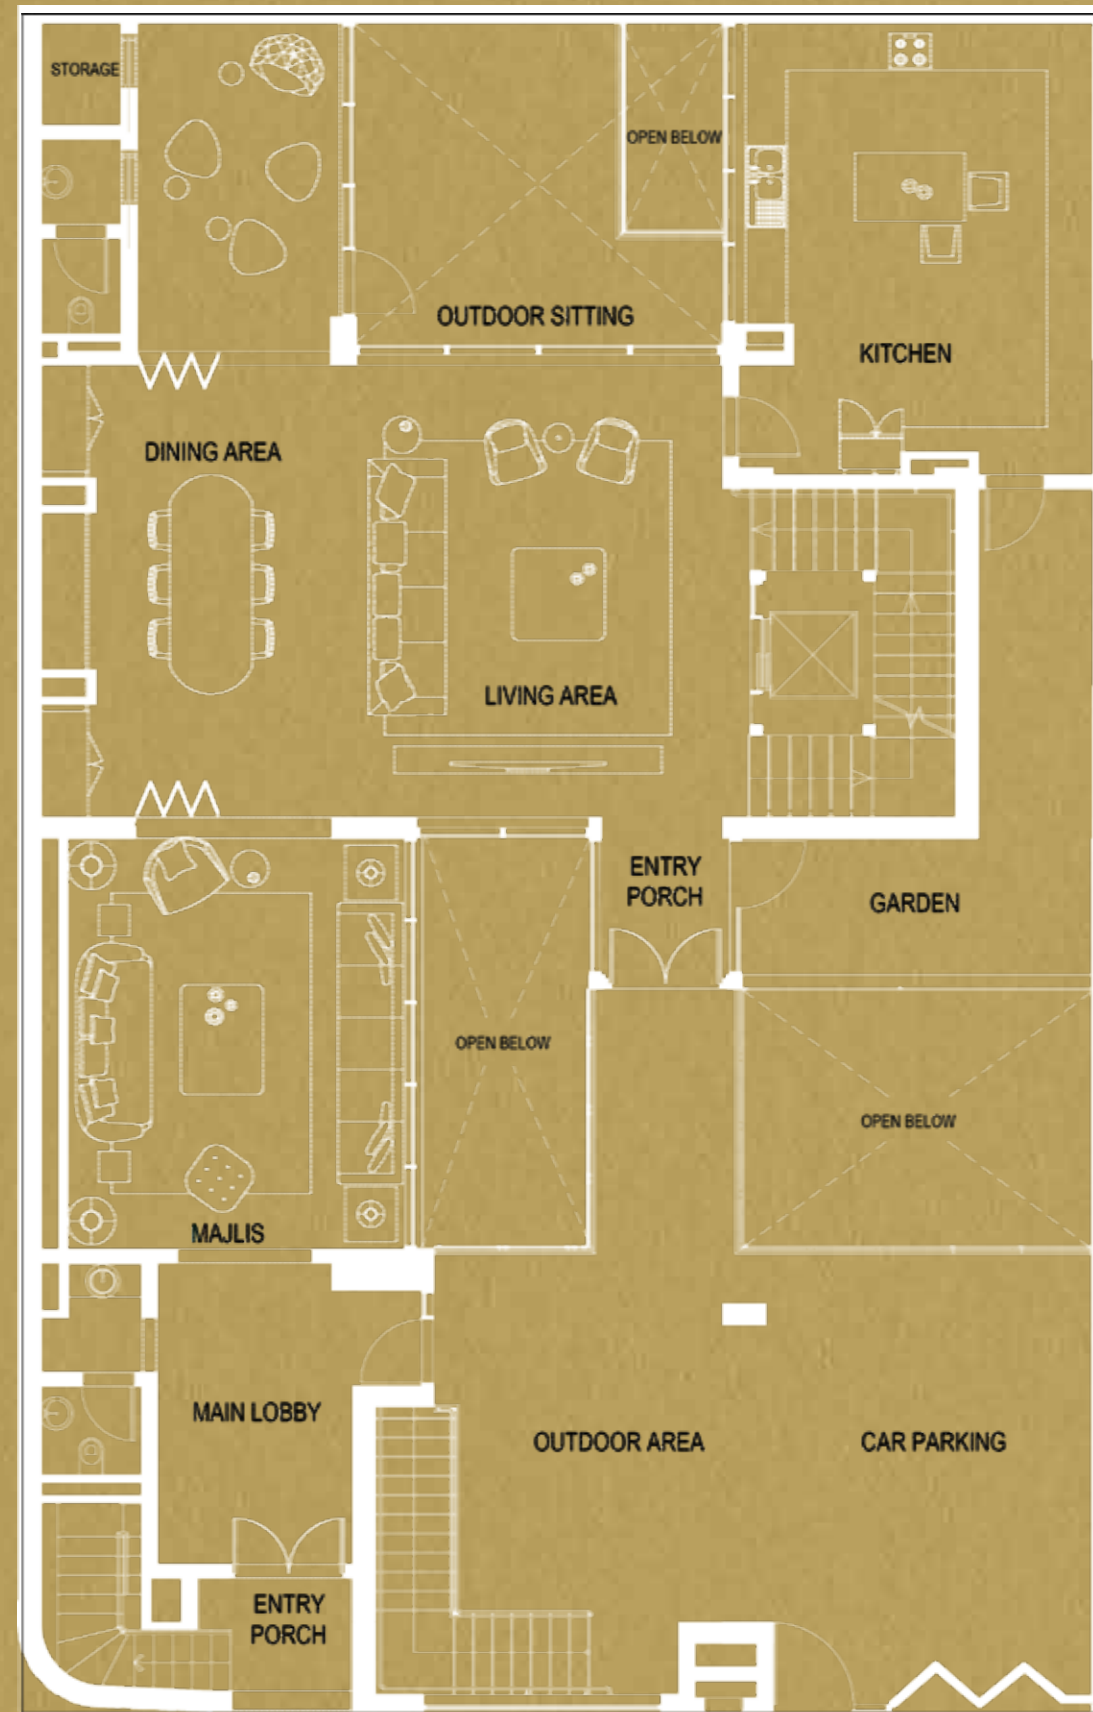 STORAGE
OPEN BELOW
OUTDOOR SITTING
KITCHEN
DINING AREA
LIVING AREA
ENTRY
PORCH
GARDEN
OPEN BELOW
OPEN BELOW
MAJLIS
MAIN LOBBY
OUTDOOR AREA
CAR PARKING
ENTRY
PORCH